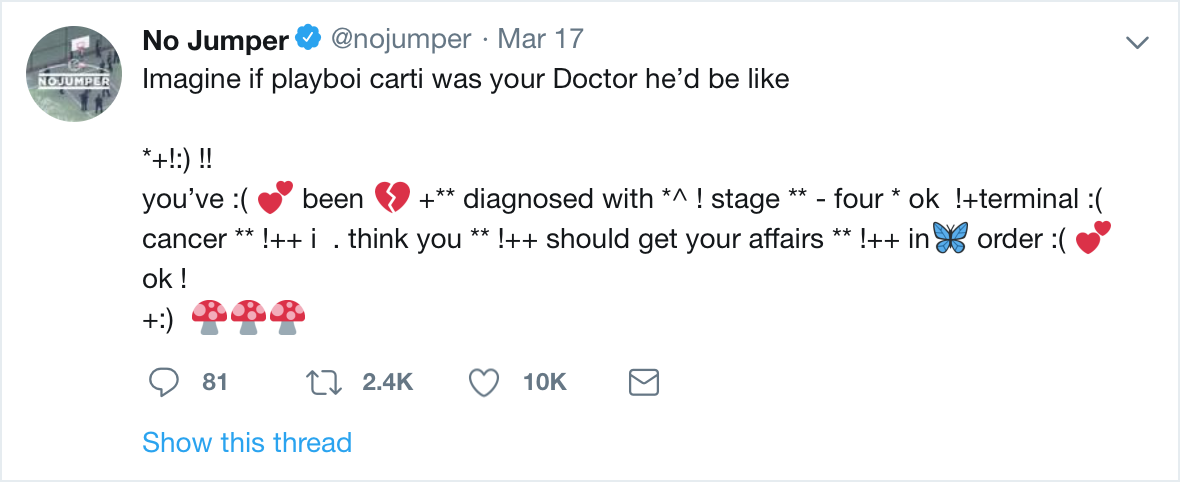 No Jumper @nojumper · Mar 17
NOJUMPER
Imagine if playboi carti was your Doctor he’d be like
*+!:) !!
you’ve :( 💕 been 💔 +** diagnosed with *^ ! stage ** - four * ok  !+terminal :(
cancer ** !++ i  . think you ** !++ should get your affairs ** !++ in🦋 order :( 💕
ok !
+:)  🍄🍄🍄
81 2.4K 10K
Show this thread